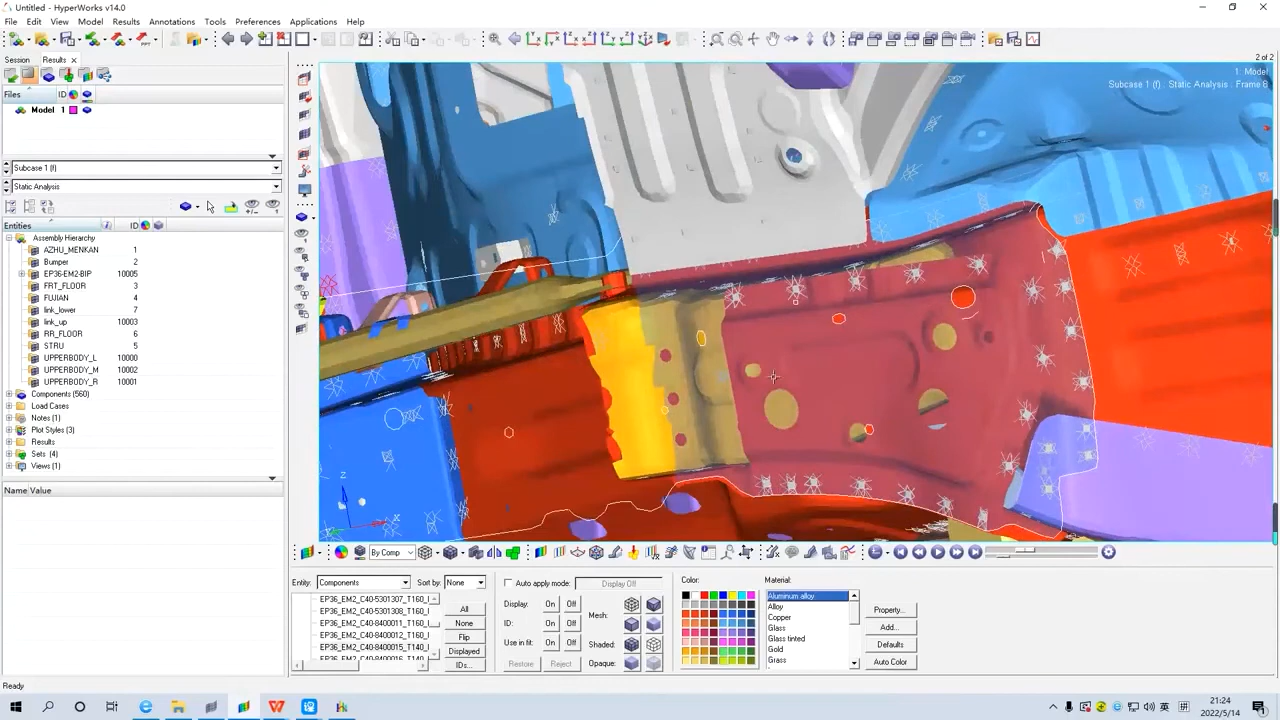 Untitled - HyperWorks v14.0
File Edit View Model Results Annotations Tools Preferences Applications Help
Session Results
2 of 2
1: Model
Subcase 1 (f) : Static Analysis : Frame 6
Files ID
Model 1
Subcase 1 (f)
Static Analysis
Entities ID
Assembly Hierarchy
AZHU_MENKAN 1
Bumper 2
EP36-EM2-BIP 10005
FRT_FLOOR 3
FUJIAN 4
link_lower 7
link_up 10003
RR_FLOOR 6
STRU 5
UPPERBODY_L 10000
UPPERBODY_M 10002
UPPERBODY_R 10001
Components (560)
Load Cases
Notes (1)
Plot Styles (3)
Results
Sets (4)
Views (1)
Name Value
Z
X
By Comp
Entity: Components Sort by: None
Auto apply mode: Display Off
Color:
Material:
EP36_EM2_C40-5301307_T160_
EP36_EM2_C40-5301308_T160_
EP36_EM2_C40-8400011_T160_
EP36_EM2_C40-8400012_T160_
EP36_EM2_C40-8400015_T140_
All
None
Flip
Displayed
IDs...
Display: On Off
ID: On Off
Use in fit: On Off
Restore Reject
Mesh:
Shaded:
Opaque:
Aluminum alloy
Alloy
Copper
Glass
Glass tinted
Gold
Grass
Property...
Add...
Defaults
Auto Color
Ready
英
拼
21:24
2022/5/14